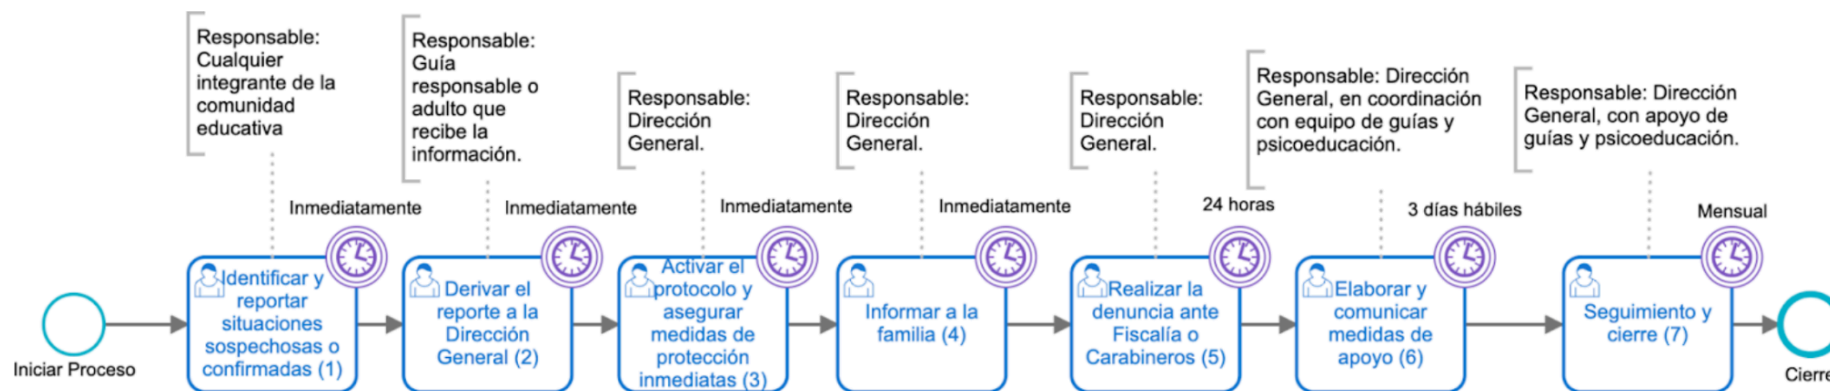 Responsable:
Cualquier
integrante de la
comunidad
educativa
Responsable:
Guía
responsable o
adulto que
recibe la
información.
Responsable:
Dirección
General.
Responsable:
Dirección
General.
Responsable:
Dirección
General.
Responsable: Dirección
General, en coordinación
con equipo de guías y
psicoeducación.
Responsable: Dirección
General, con apoyo de
guías y psicoeducación.
Inmediatamente
Inmediatamente
Inmediatamente
Inmediatamente
24 horas
3 días hábiles
Mensual
Iniciar Proceso
Identificar y
reportar
situaciones
sospechosas o
confirmadas (1)
Derivar el
reporte a la
Dirección
General (2)
Activar el
protocolo y
asegurar
medidas de
protección
inmediatas (3)
Informar a la
familia (4)
Realizar la
denuncia ante
Fiscalía o
Carabineros (5)
Elaborar y
comunicar
medidas de
apoyo (6)
Seguimiento y
cierre (7)
Cierre